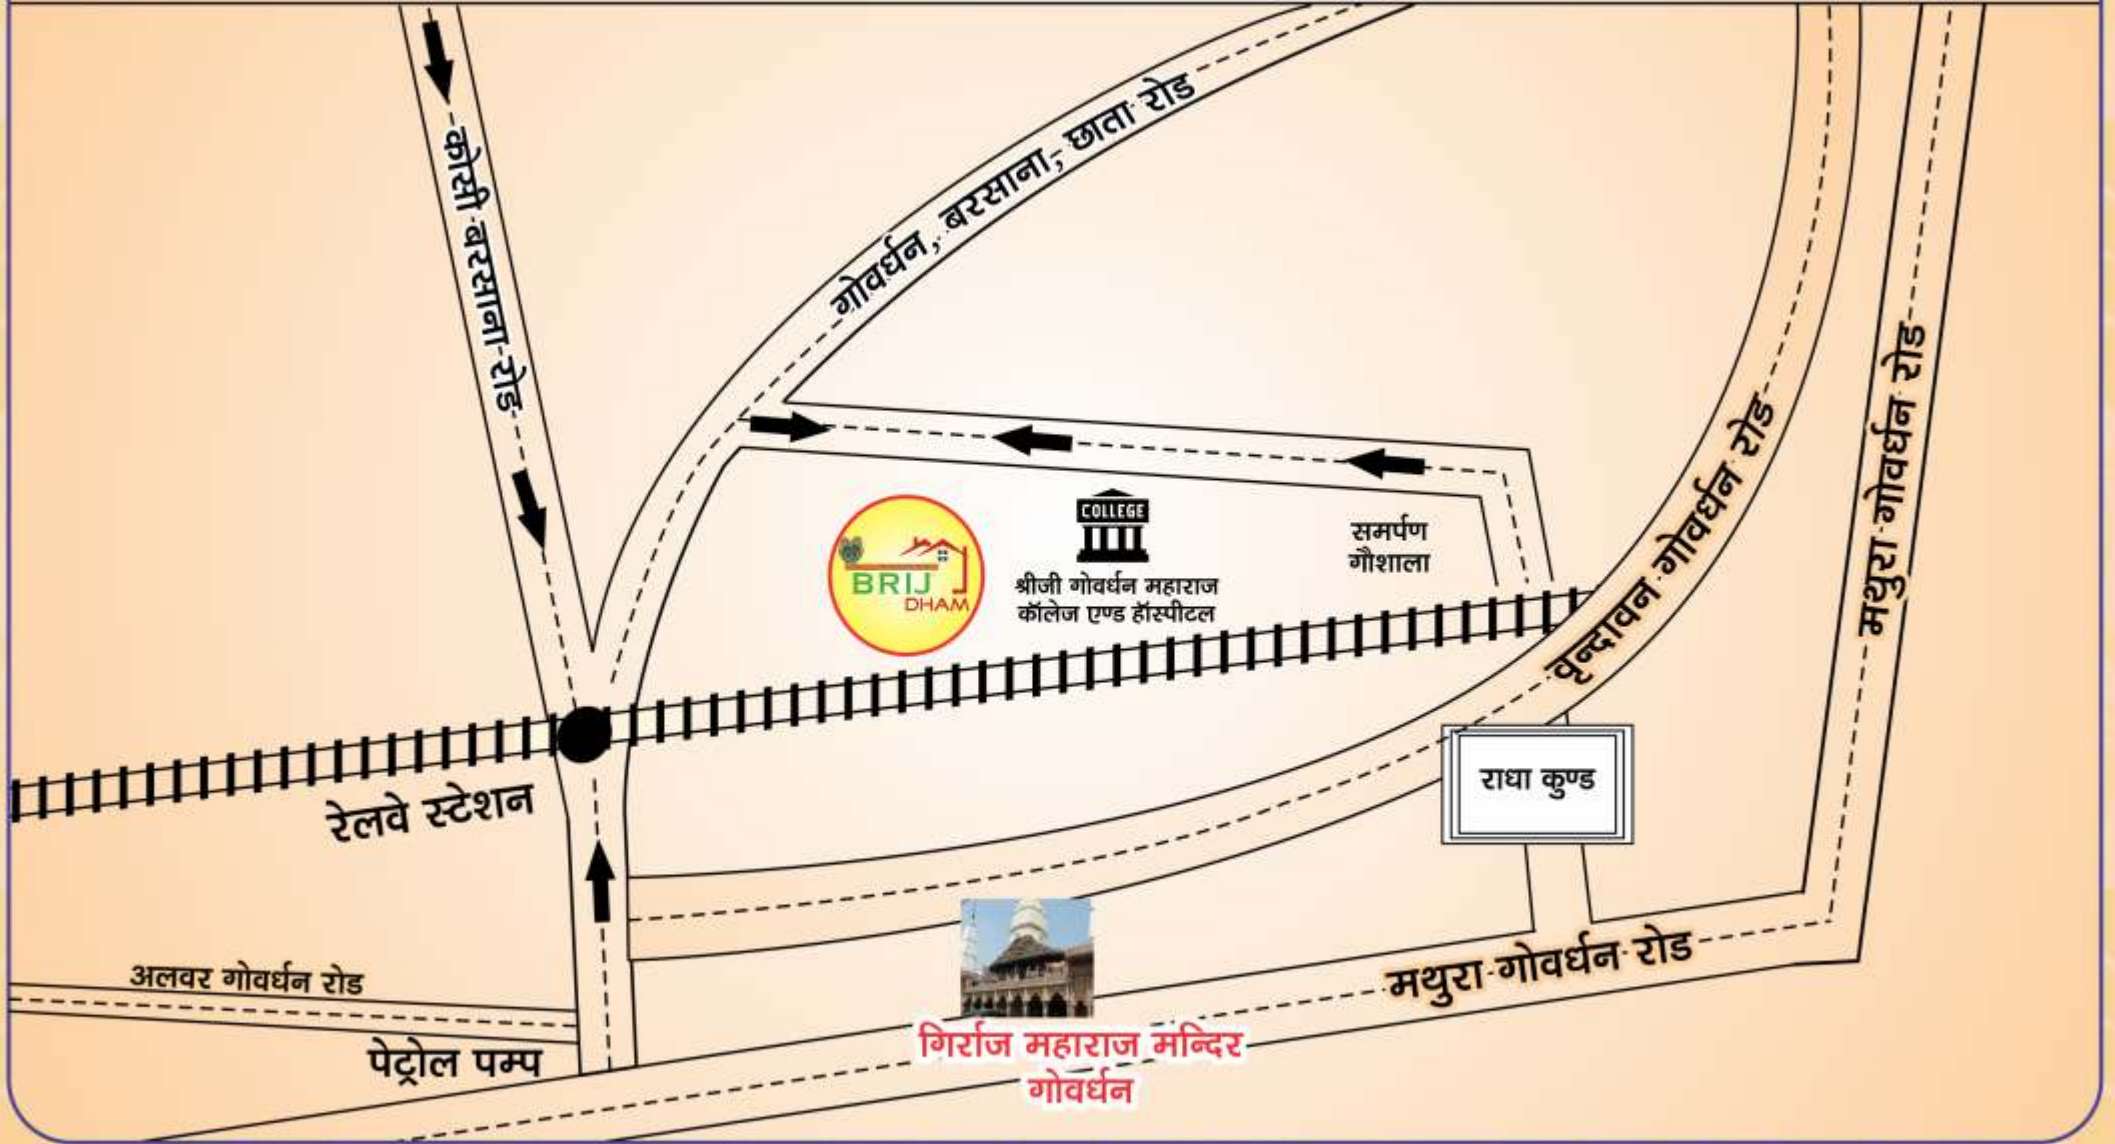 कोसी बरसाना रोड
गोवर्धन, बरसाना, छाता रोड
वृन्दावन गोवर्धन रोड
मथुरा गोवर्धन रोड
BRIJ
DHAM
COLLEGE
श्रीजी गोवर्धन महाराज
कॉलेज एण्ड हॉस्पीटल
समर्पण
गौशाला
राधा कुण्ड
रेलवे स्टेशन
अलवर गोवर्धन रोड
पेट्रोल पम्प
मथुरा गोवर्धन रोड
गिर्राज महाराज मन्दिर
गोवर्धन